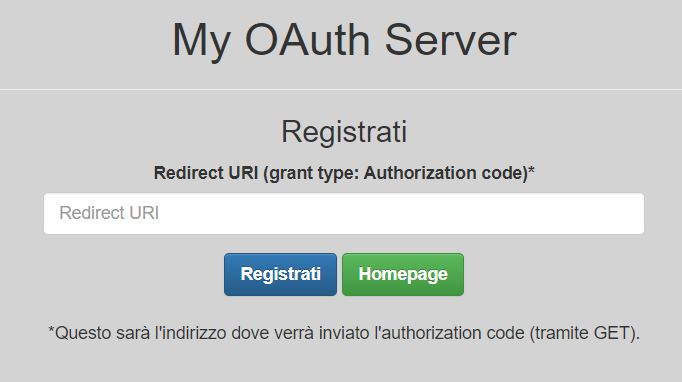 My OAuth Server
Registrati
Redirect URI (grant type: Authorization code)*
Redirect URI
Registrati Homepage
*Questo sarà l'indirizzo dove verrà inviato l'authorization code (tramite GET).